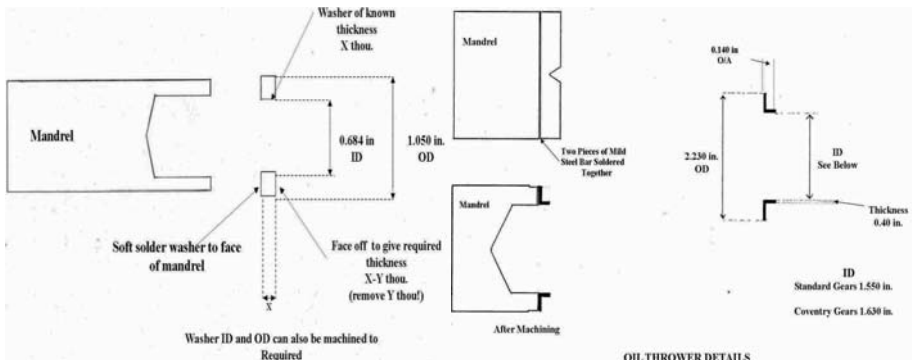 Washer of known
thickness
X thou.
Mandrel
0.684 in
ID
1.050 in.
OD
Soft solder washer to face
of mandrel
Face off to give required
thickness
X-Y thou.
(remove Y thou!)
X
Washer ID and OD can also be machined to
Required
Mandrel
Two Pieces of Mild
Steel Bar Soldered
Together
Mandrel
After Machining
0.140 in
O/A
2.230 in.
OD
ID
See Below
Thickness
0.40 in.
ID
Standard Gears 1.550 in.
Coventry Gears 1.630 in.
OIL THROWER DETAILS